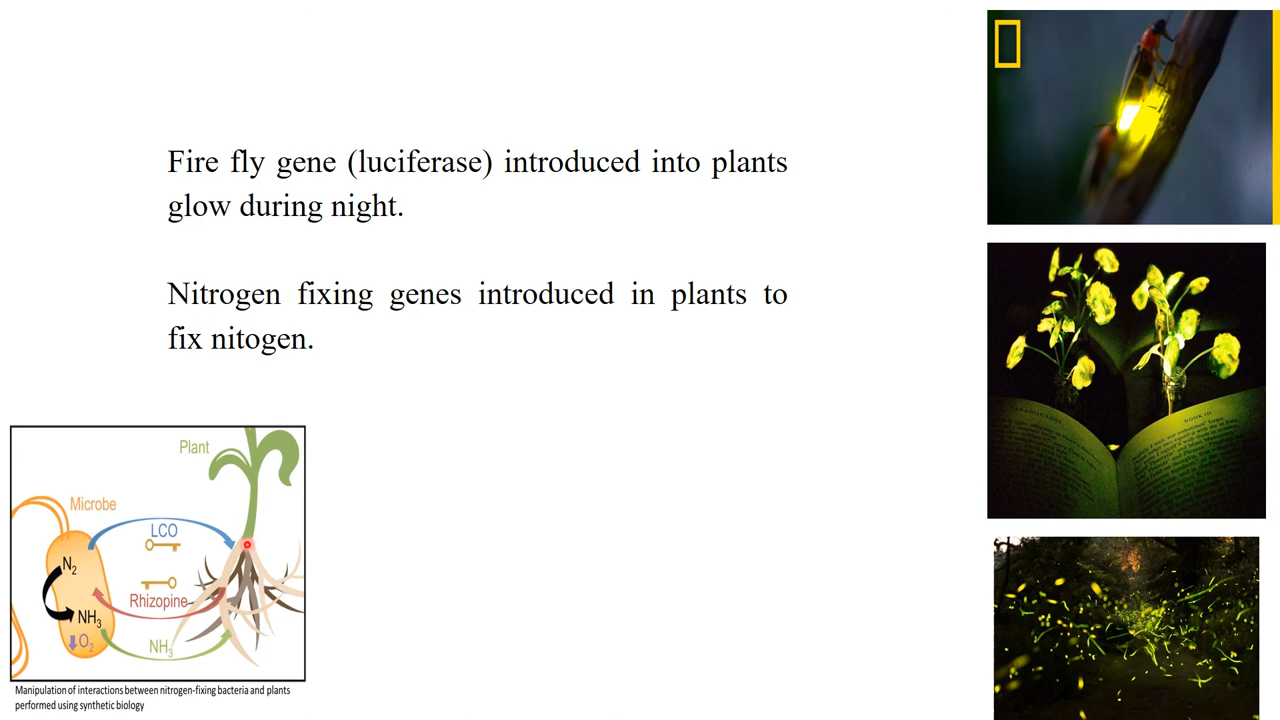 Fire fly gene (luciferase) introduced into plants
glow during night.
Nitrogen fixing genes introduced in plants to
fix nitogen.
Plant
Microbe
LCO
N2
Rhizopine
NH3
O2
NH3
Manipulation of interactions between nitrogen-fixing bacteria and plants
performed using synthetic biology
BOOK III